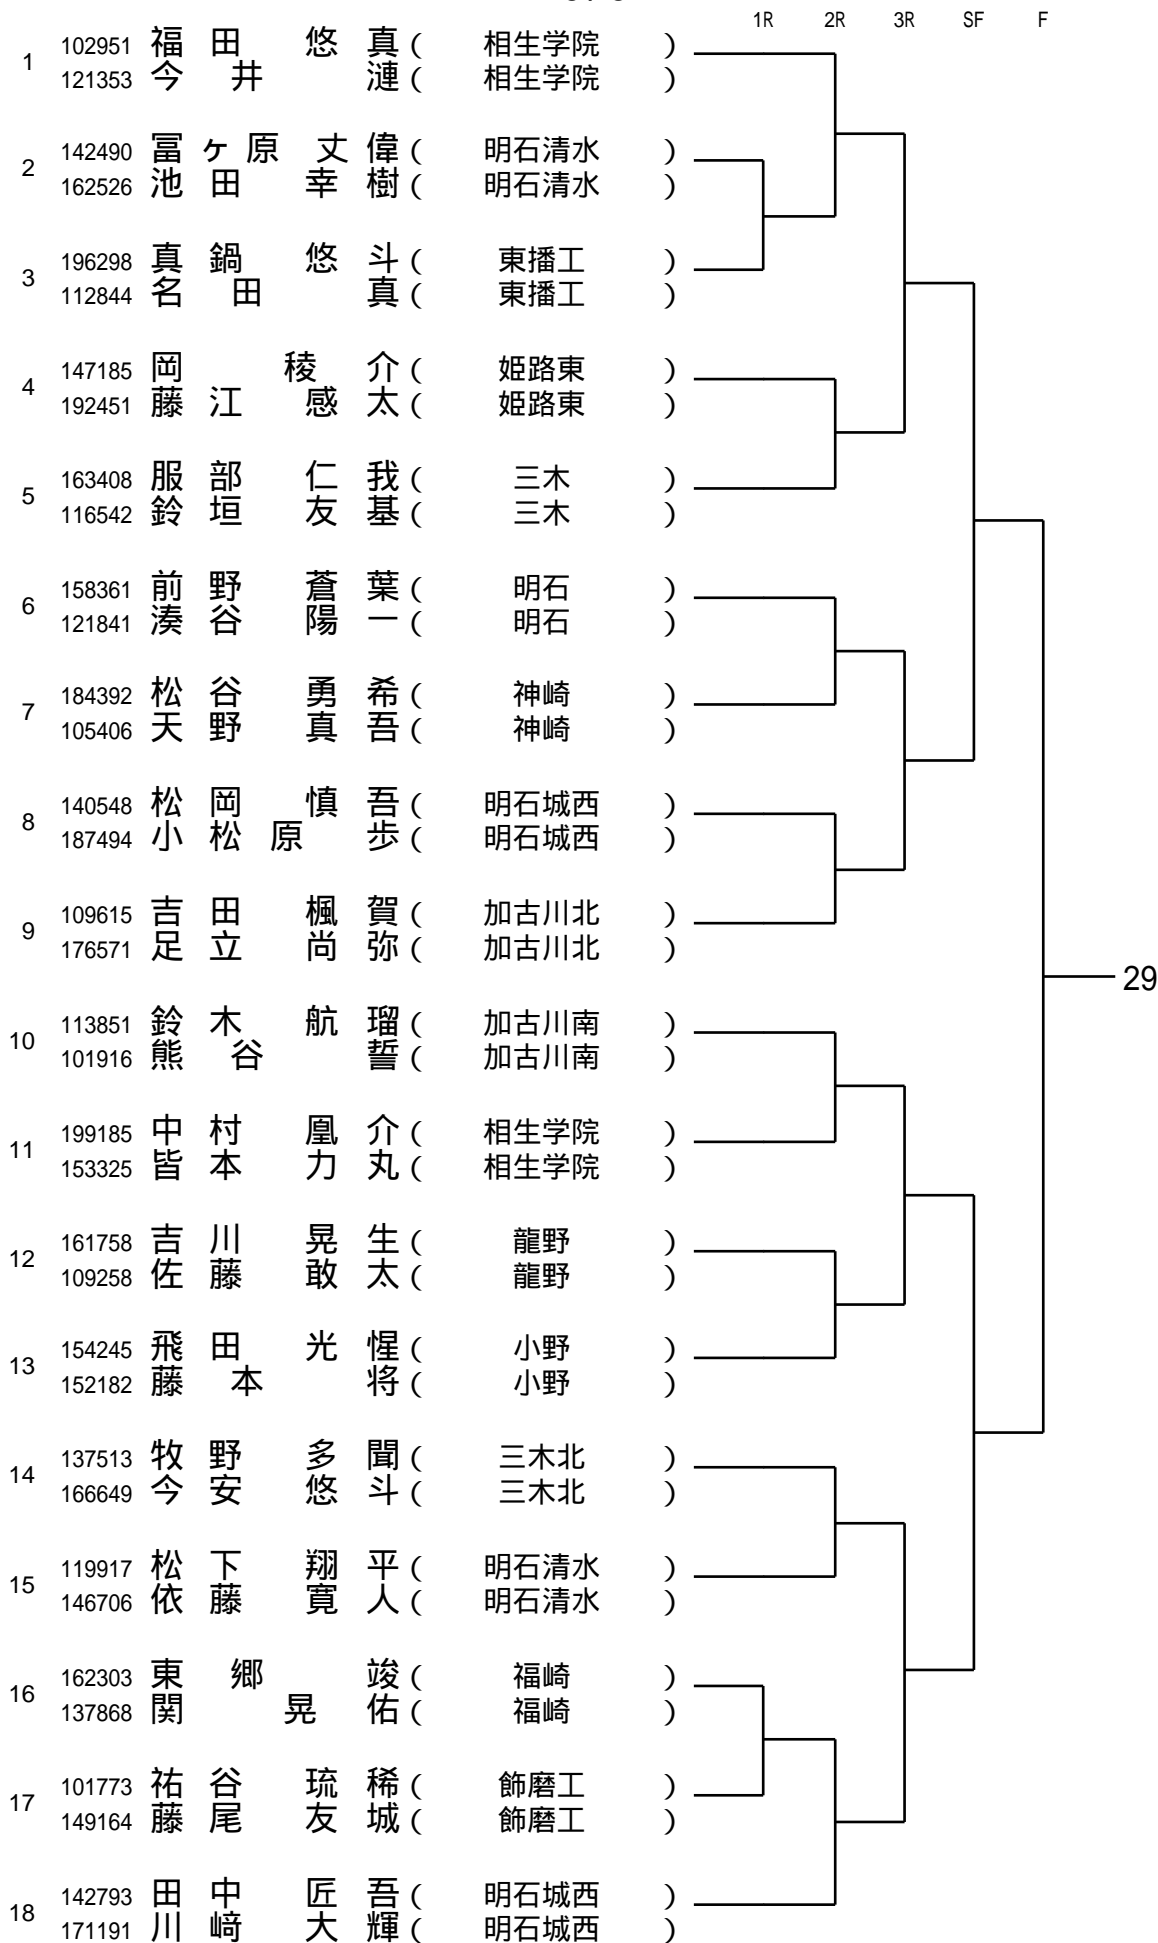 1R 2R 3R SF F
1
102951 福田 悠真 ( 相生学院 )
121353 今井 漣 ( 相生学院 )
2
142490 冨ヶ原 丈偉 ( 明石清水 )
162526 池田 幸樹 ( 明石清水 )
3
196298 真鍋 悠斗 ( 東播工 )
112844 名田 真 ( 東播工 )
4
147185 岡 稜介 ( 姫路東 )
192451 藤江 感太 ( 姫路東 )
5
163408 服部 仁我 ( 三木 )
116542 鈴垣 友基 ( 三木 )
6
158361 前野 蒼葉 ( 明石 )
121841 湊谷 陽一 ( 明石 )
7
184392 松谷 勇希 ( 神崎 )
105406 天野 真吾 ( 神崎 )
8
140548 松岡 慎吾 ( 明石城西 )
187494 小松原 歩 ( 明石城西 )
9
109615 吉田 楓賀 ( 加古川北 )
176571 足立 尚弥 ( 加古川北 )
29
10
113851 鈴木 航瑠 ( 加古川南 )
101916 熊谷 誓 ( 加古川南 )
11
199185 中村 凰介 ( 相生学院 )
153325 皆本 力丸 ( 相生学院 )
12
161758 吉川 晃生 ( 龍野 )
109258 佐藤 敢太 ( 龍野 )
13
154245 飛田 光惺 ( 小野 )
152182 藤本 将 ( 小野 )
14
137513 牧野 多聞 ( 三木北 )
166649 今安 悠斗 ( 三木北 )
15
119917 松下 翔平 ( 明石清水 )
146706 依藤 寛人 ( 明石清水 )
16
162303 東郷 竣 ( 福崎 )
137868 関 晃佑 ( 福崎 )
17
101773 祐谷 琉稀 ( 飾磨工 )
149164 藤尾 友城 ( 飾磨工 )
18
142793 田中 匠吾 ( 明石城西 )
171191 川﨑 大輝 ( 明石城西 )